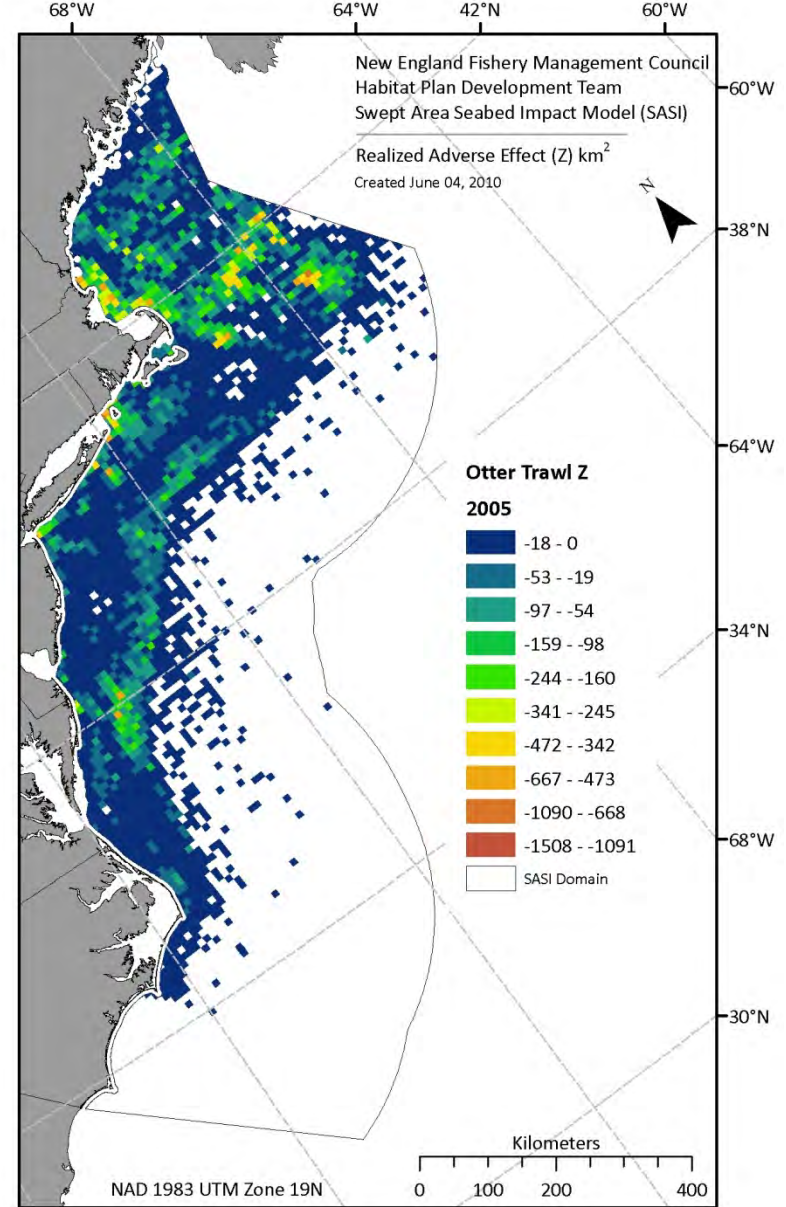 68°W
64°W
42°N
60°W
New England Fishery Management Council
Habitat Plan Development Team
Swept Area Seabed Impact Model (SASI)
Realized Adverse Effect (Z) km²
Created June 04, 2010
N
60°W
38°N
64°W
34°N
68°W
30°N
Otter Trawl Z
2005
-18 - 0
-53 - -19
-97 - -54
-159 - -98
-244 - -160
-341 - -245
-472 - -342
-667 - -473
-1090 - -668
-1508 - -1091
SASI Domain
Kilometers
0 100 200 300 400
NAD 1983 UTM Zone 19N